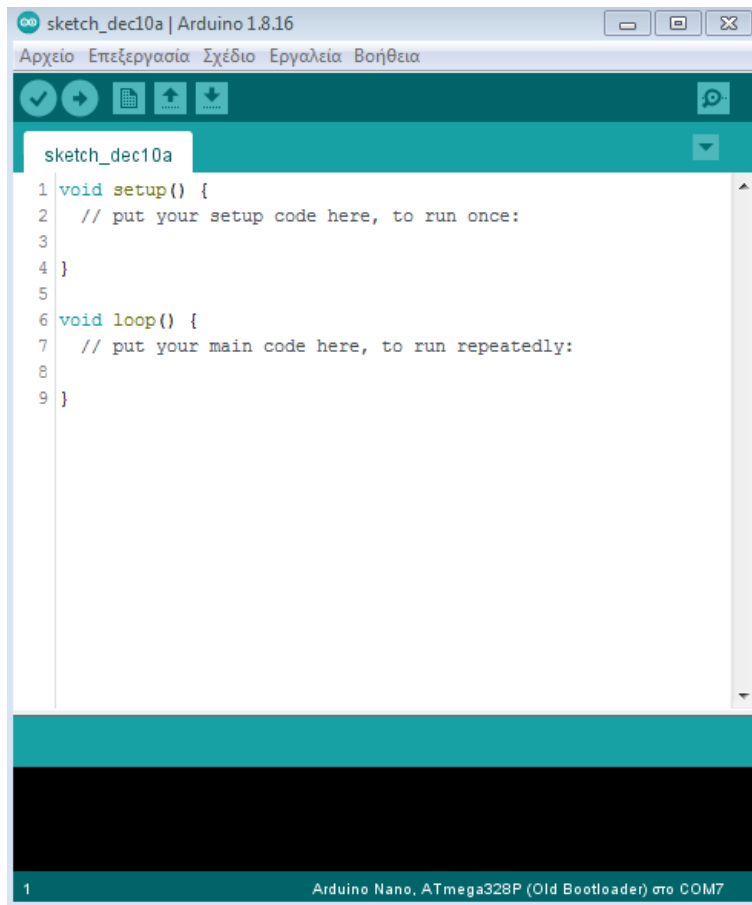 sketch_dec10a | Arduino 1.8.16
Αρχείο Επεξεργασία Σχέδιο Εργαλεία Βοήθεια
sketch_dec10a
1 void setup() {
2   // put your setup code here, to run once:
3
4 }
5
6 void loop() {
7   // put your main code here, to run repeatedly:
8
9 }
1 Arduino Nano, ATmega328P (Old Bootloader) στο COM7